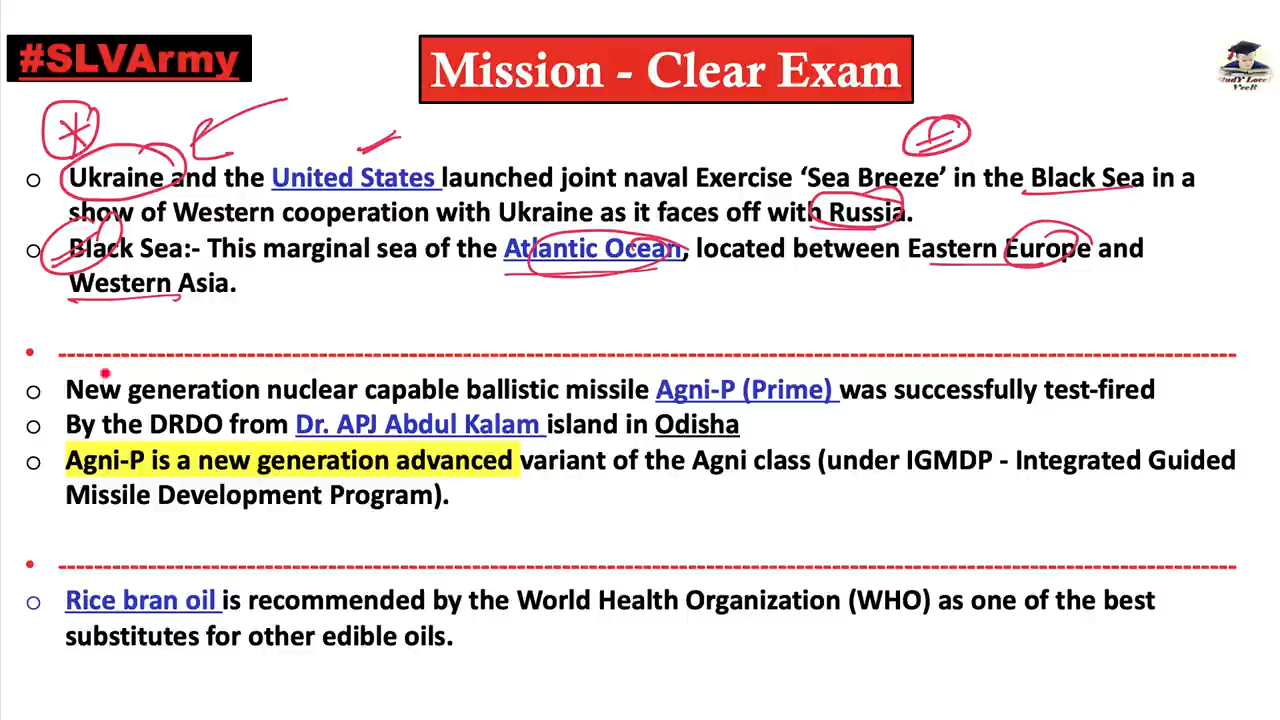 #SLVArmy
Mission - Clear Exam
StudY LoveR
VeeR
Ukraine and the United States launched joint naval Exercise ‘Sea Breeze’ in the Black Sea in a
show of Western cooperation with Ukraine as it faces off with Russia.
Black Sea:- This marginal sea of the Atlantic Ocean, located between Eastern Europe and
Western Asia.
New generation nuclear capable ballistic missile Agni-P (Prime) was successfully test-fired
By the DRDO from Dr. APJ Abdul Kalam island in Odisha
Agni-P is a new generation advanced variant of the Agni class (under IGMDP - Integrated Guided
Missile Development Program).
Rice bran oil is recommended by the World Health Organization (WHO) as one of the best
substitutes for other edible oils.